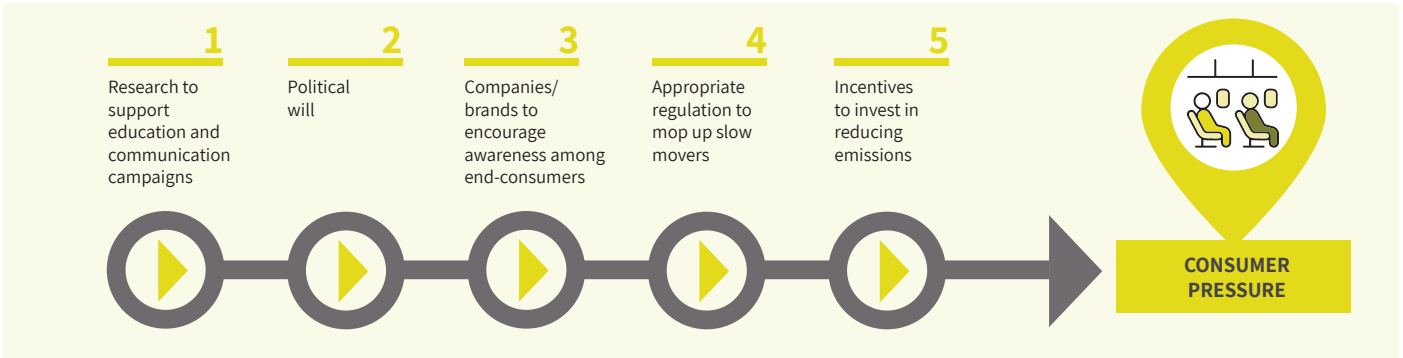 1
Research to
support
education and
communication
campaigns
2
Political
will
3
Companies/
brands to
encourage
awareness among
end-consumers
4
Appropriate
regulation to
mop up slow
movers
5
Incentives
to invest in
reducing
emissions
CONSUMER
PRESSURE